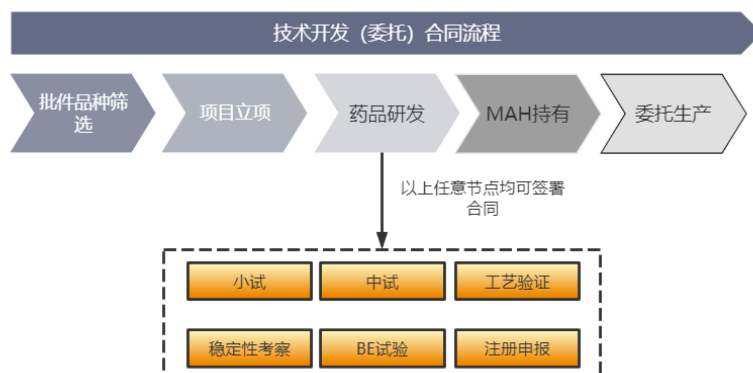 技术开发（委托）合同流程
批件品种筛
选
项目立项
药品研发
MAH持有
委托生产
以上任意节点均可签署
合同
小试
中试
工艺验证
稳定性考察
BE试验
注册申报